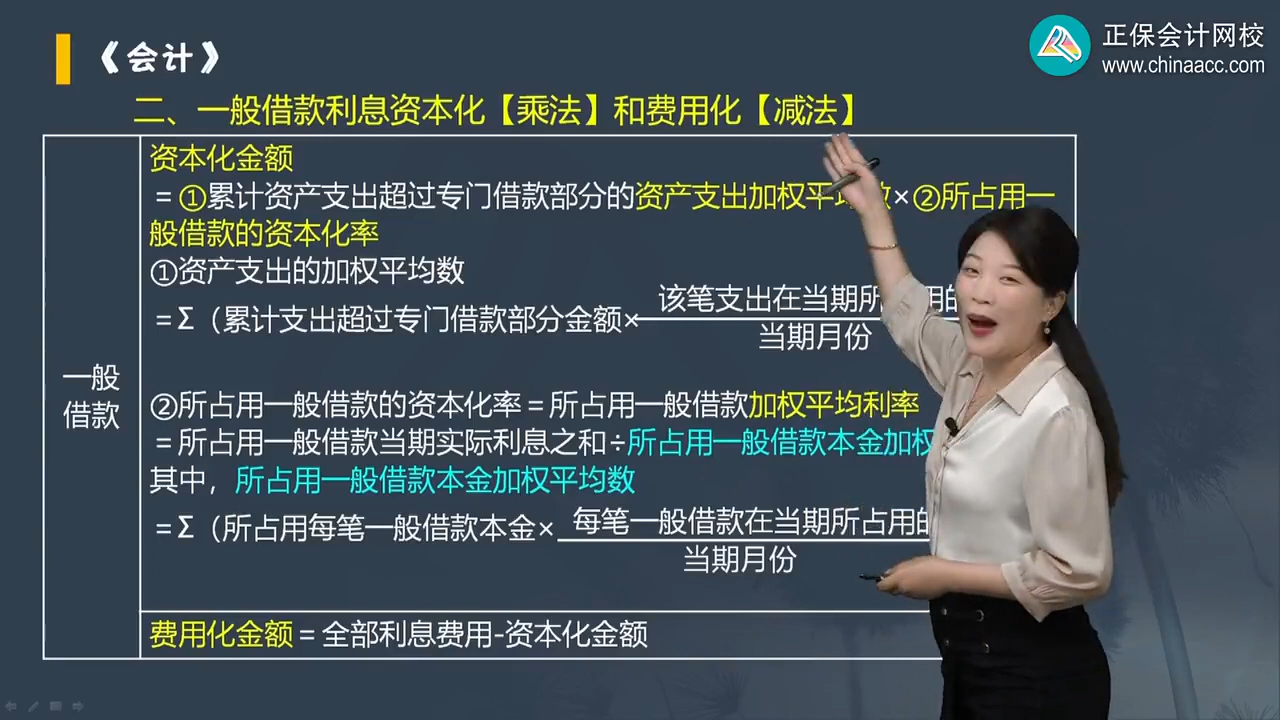 《会计》
正保会计网校
www.chinaacc.com
二、一般借款利息资本化【乘法】和费用化【减法】
资本化金额
=①累计资产支出超过专门借款部分的资产支出加权平 数×②所占用一
般借款的资本化率
①资产支出的加权平均数
=Σ（累计支出超过专门借款部分金额×
该笔支出在当期所 用的
当期月份
一般
借款
②所占用一般借款的资本化率=所占用一般借款加权平均利率
=所占用一般借款当期实际利息之和÷所占用一般借款本金加权
其中，所占用一般借款本金加权平均数
=Σ（所占用每笔一般借款本金×
每笔一般借款在当期所占用的
当期月份
费用化金额=全部利息费用-资本化金额